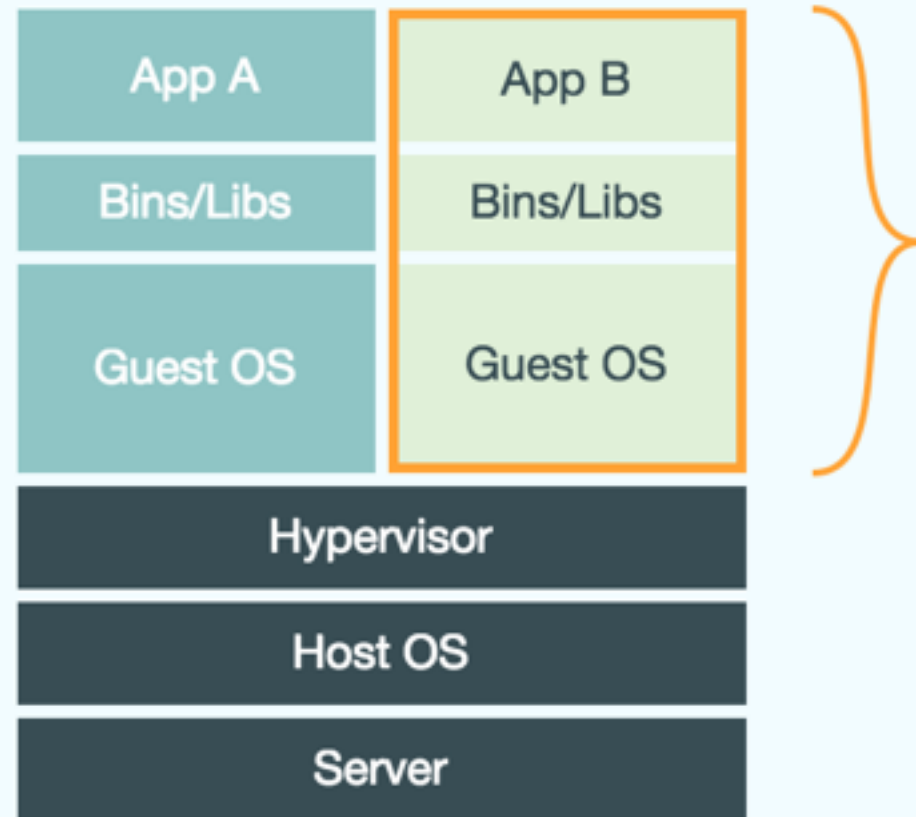 App A
App B
Bins/Libs
Bins/Libs
Guest OS
Guest OS
Hypervisor
Host OS
Server